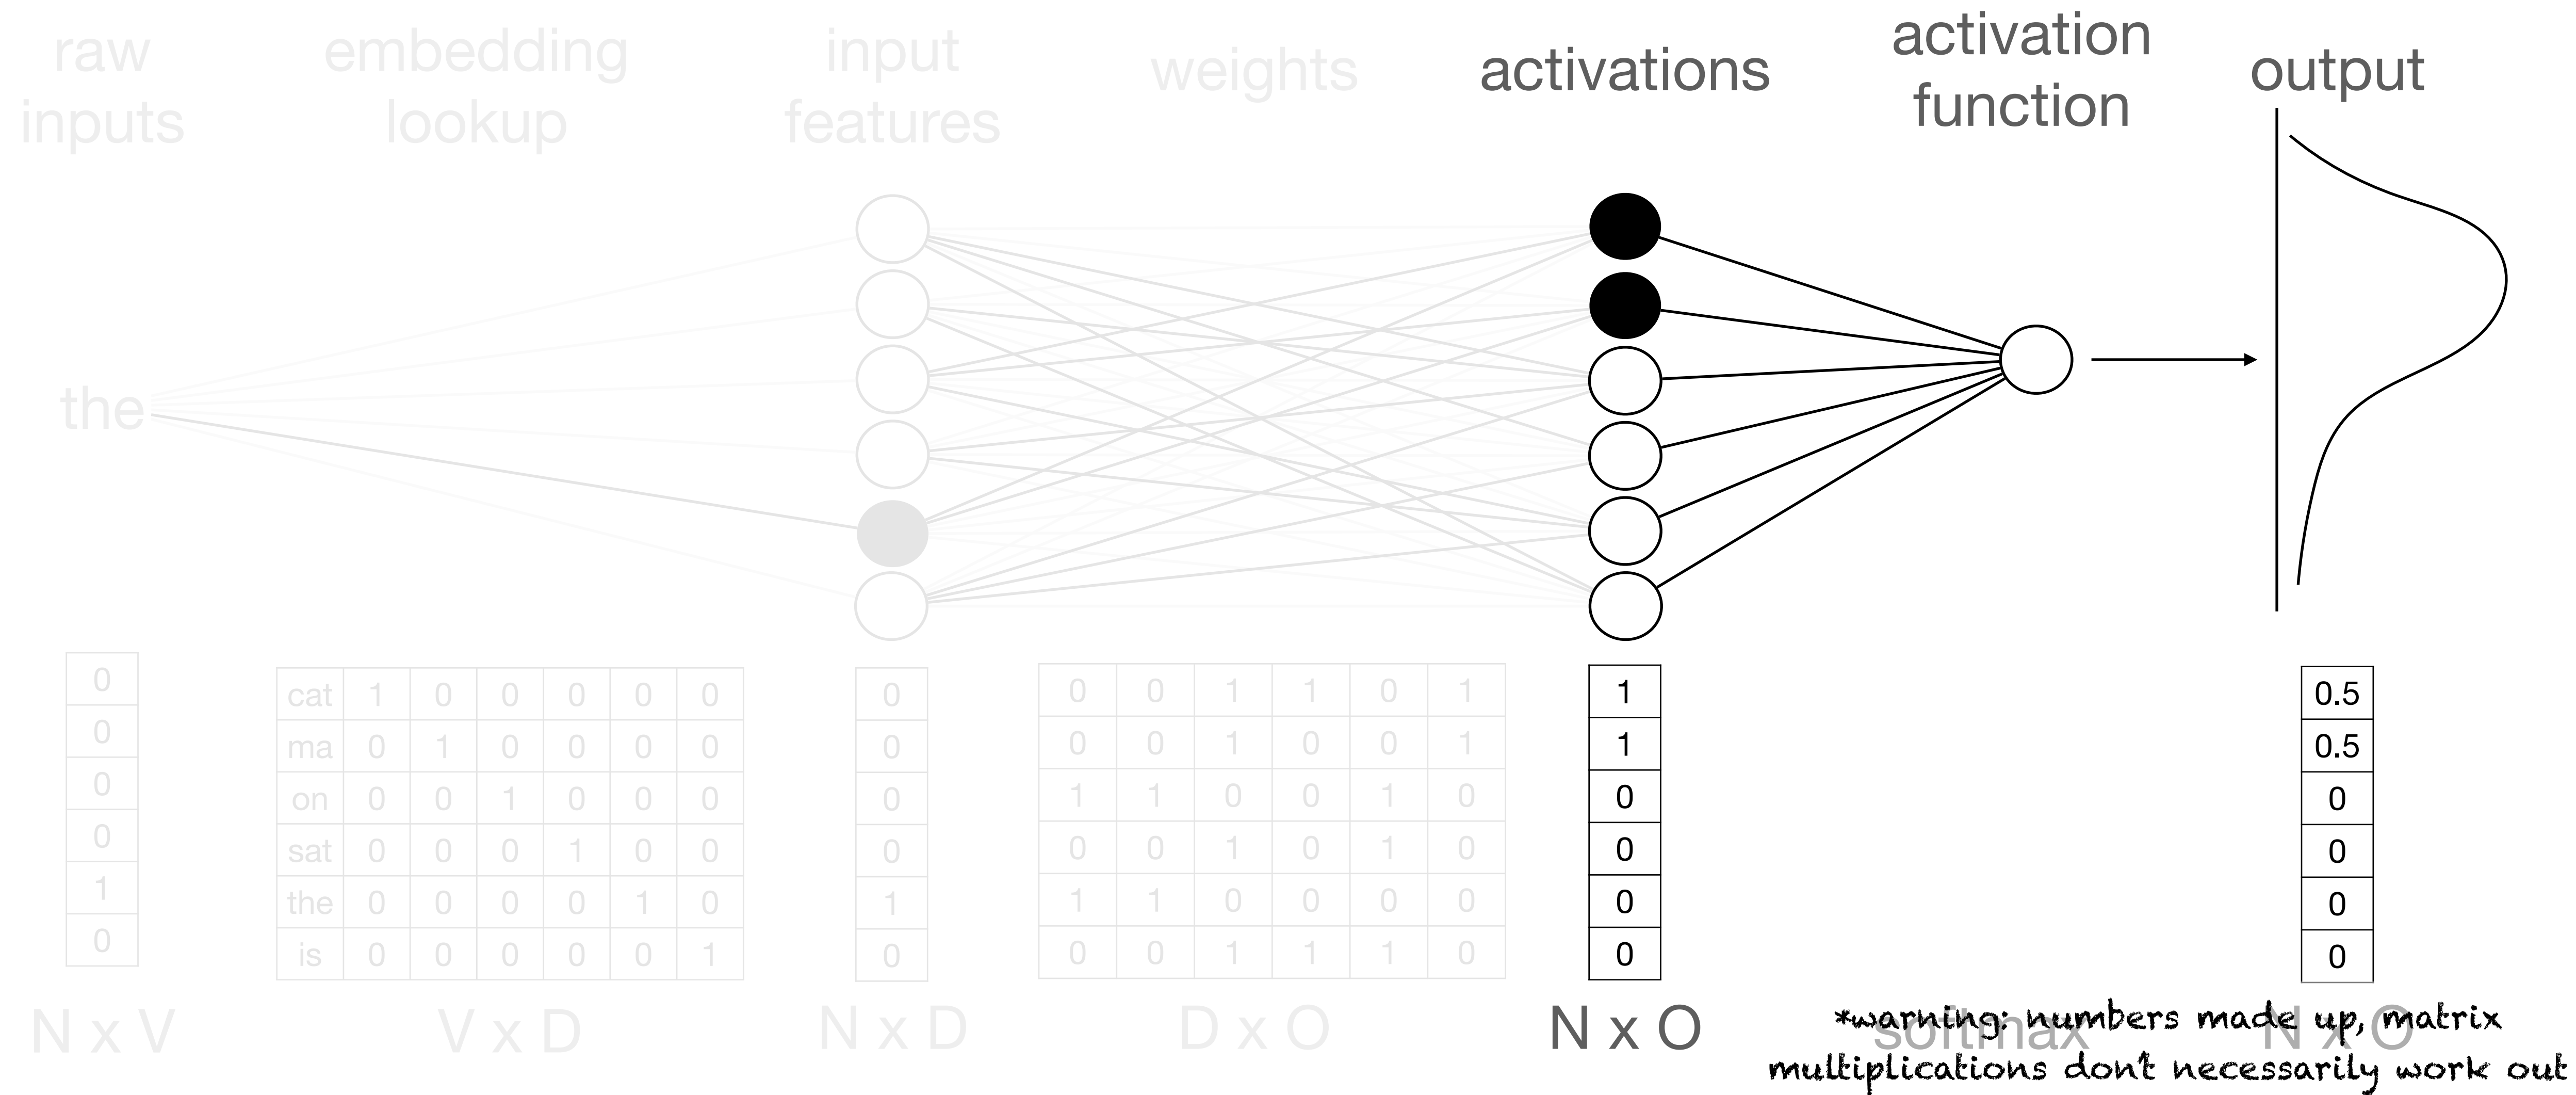 raw
inputs
embedding
lookup
input
features
weights
activations
activation
function
output
the
0
0
0
0
1
0
cat 1 0 0 0 0 0
ma 0 1 0 0 0 0
on 0 0 1 0 0 0
sat 0 0 0 1 0 0
the 0 0 0 0 1 0
is 0 0 0 0 0 1
0
0
0
0
1
0
0 0 1 1 0 1
0 0 1 0 0 1
1 1 0 0 1 0
0 0 1 0 1 0
1 1 0 0 0 0
0 0 1 1 1 0
1
1
0
0
0
0
0.5
0.5
0
0
0
0
N x V
V x D
N x D
D x O
N x O
softmax
N x O
*warning: numbers made up, matrix
multiplications don't necessarily work out